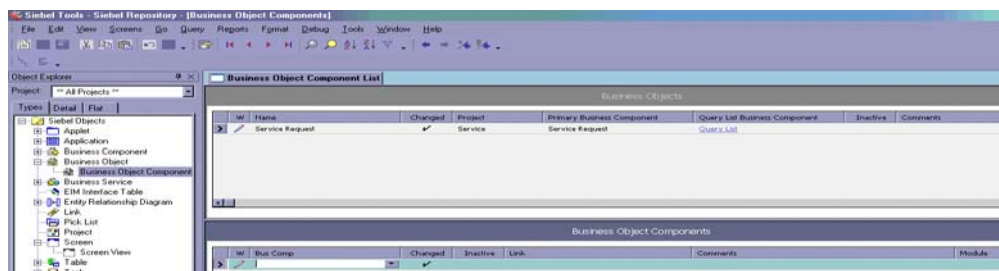 Siebel Tools - Siebel Repository - [Business Object Components]
File Edit View Screens Go Query Reports Format Debug Tools Window Help
Object Explorer
Project: ** All Projects **
Types Detail Flat
Siebel Objects
Applet
Application
Business Component
Business Object
Business Object Component
Business Service
EIM Interface Table
Entity Relationship Diagram
Link
Pick List
Project
Screen
Screen View
Table
Business Object Component List
Business Objects
W Name Changed Project Primary Business Component Query List Business Component Inactive Comments
Service Request Service Service Request Query List
Business Object Components
W Bus Comp Changed Inactive Link Comments Module